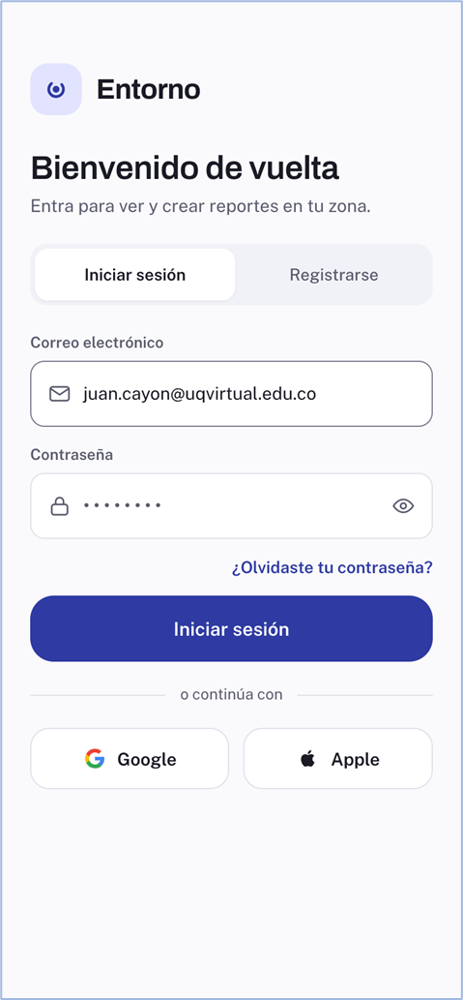 Entorno
Bienvenido de vuelta
Entra para ver y crear reportes en tu zona.
Iniciar sesión
Registrarse
Correo electrónico
juan.cayon@uqvirtual.edu.co
Contraseña
¿Olvidaste tu contraseña?
Iniciar sesión
o continúa con
Google
Apple